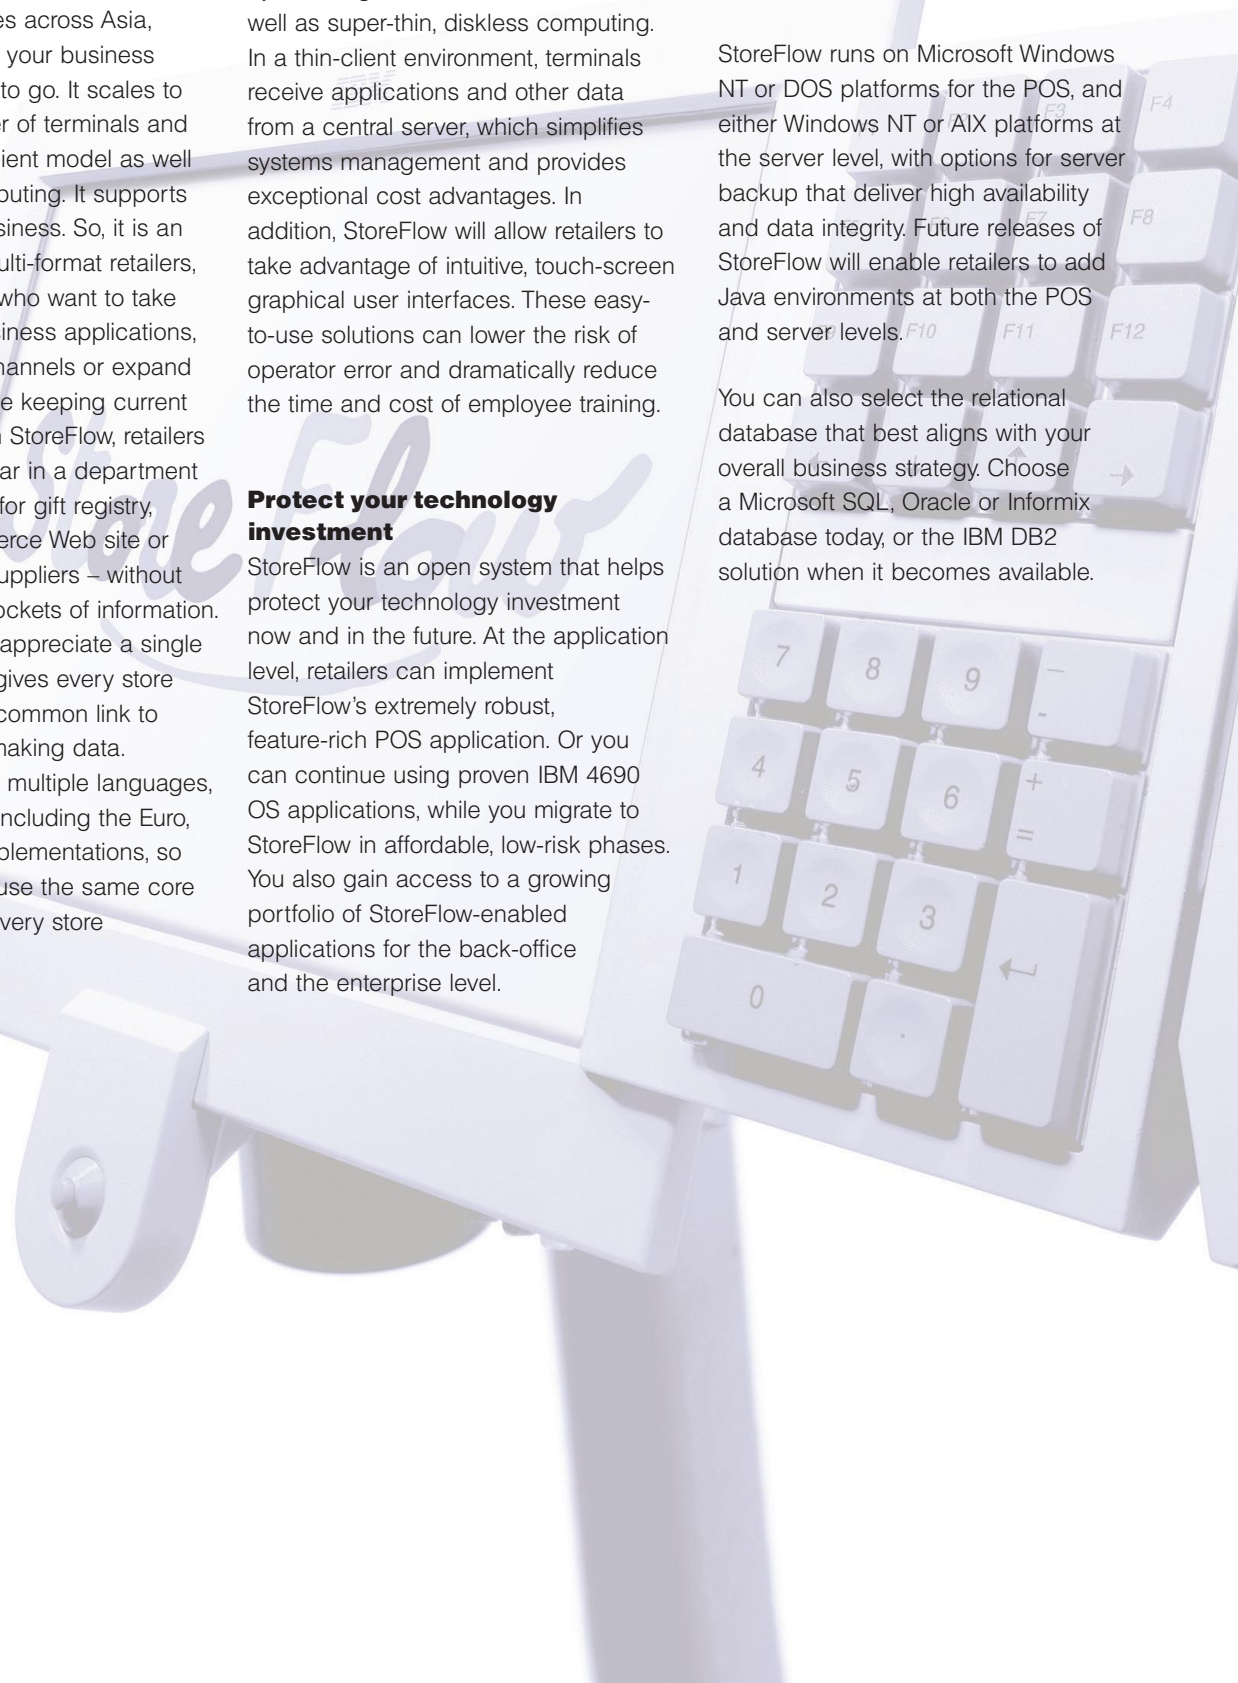 es across Asia,
your business
to go. It scales to
r of terminals and
ient model as well
puting. It supports
siness. So, it is an
ulti-format retailers,
who want to take
siness applications,
hannels or expand
e keeping current
StoreFlow, retailers
ar in a department
for gift registry,
erce Web site or
uppliers – without
ockets of information.
appreciate a single
gives every store
common link to
naking data.
multiple languages,
ncluding the Euro,
plementations, so
use the same core
very store
well as super-thin, diskless computing.
In a thin-client environment, terminals
receive applications and other data
from a central server, which simplifies
systems management and provides
exceptional cost advantages. In
addition, StoreFlow will allow retailers to
take advantage of intuitive, touch-screen
graphical user interfaces. These easy-
to-use solutions can lower the risk of
operator error and dramatically reduce
the time and cost of employee training.
Protect your technology
investment
StoreFlow is an open system that helps
protect your technology investment
now and in the future. At the application
level, retailers can implement
StoreFlow's extremely robust,
feature-rich POS application. Or you
can continue using proven IBM 4690
OS applications, while you migrate to
StoreFlow in affordable, low-risk phases.
You also gain access to a growing
portfolio of StoreFlow-enabled
applications for the back-office
and the enterprise level.
StoreFlow runs on Microsoft Windows
NT or DOS platforms for the POS, and
either Windows NT or AIX platforms at
the server level, with options for server
backup that deliver high availability
and data integrity. Future releases of
StoreFlow will enable retailers to add
Java environments at both the POS
and server levels.
You can also select the relational
database that best aligns with your
overall business strategy. Choose
a Microsoft SQL, Oracle or Informix
database today, or the IBM DB2
solution when it becomes available.
IBM
StoreFlow
F3 F4
F6 F7 F8
F9 F10 F11 F12
7 8 9 -
4 5 6 + =
1 2 3
0 .